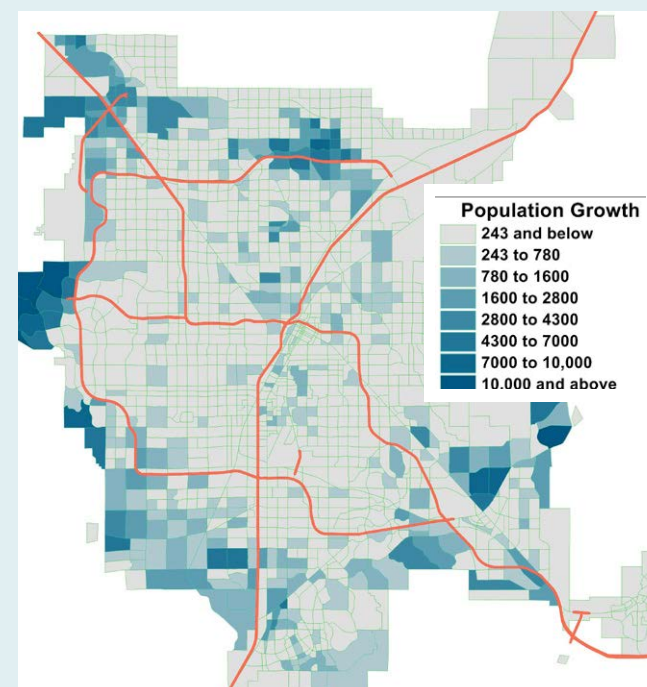 Population Growth
243 and below
243 to 780
780 to 1600
1600 to 2800
2800 to 4300
4300 to 7000
7000 to 10,000
10,000 and above